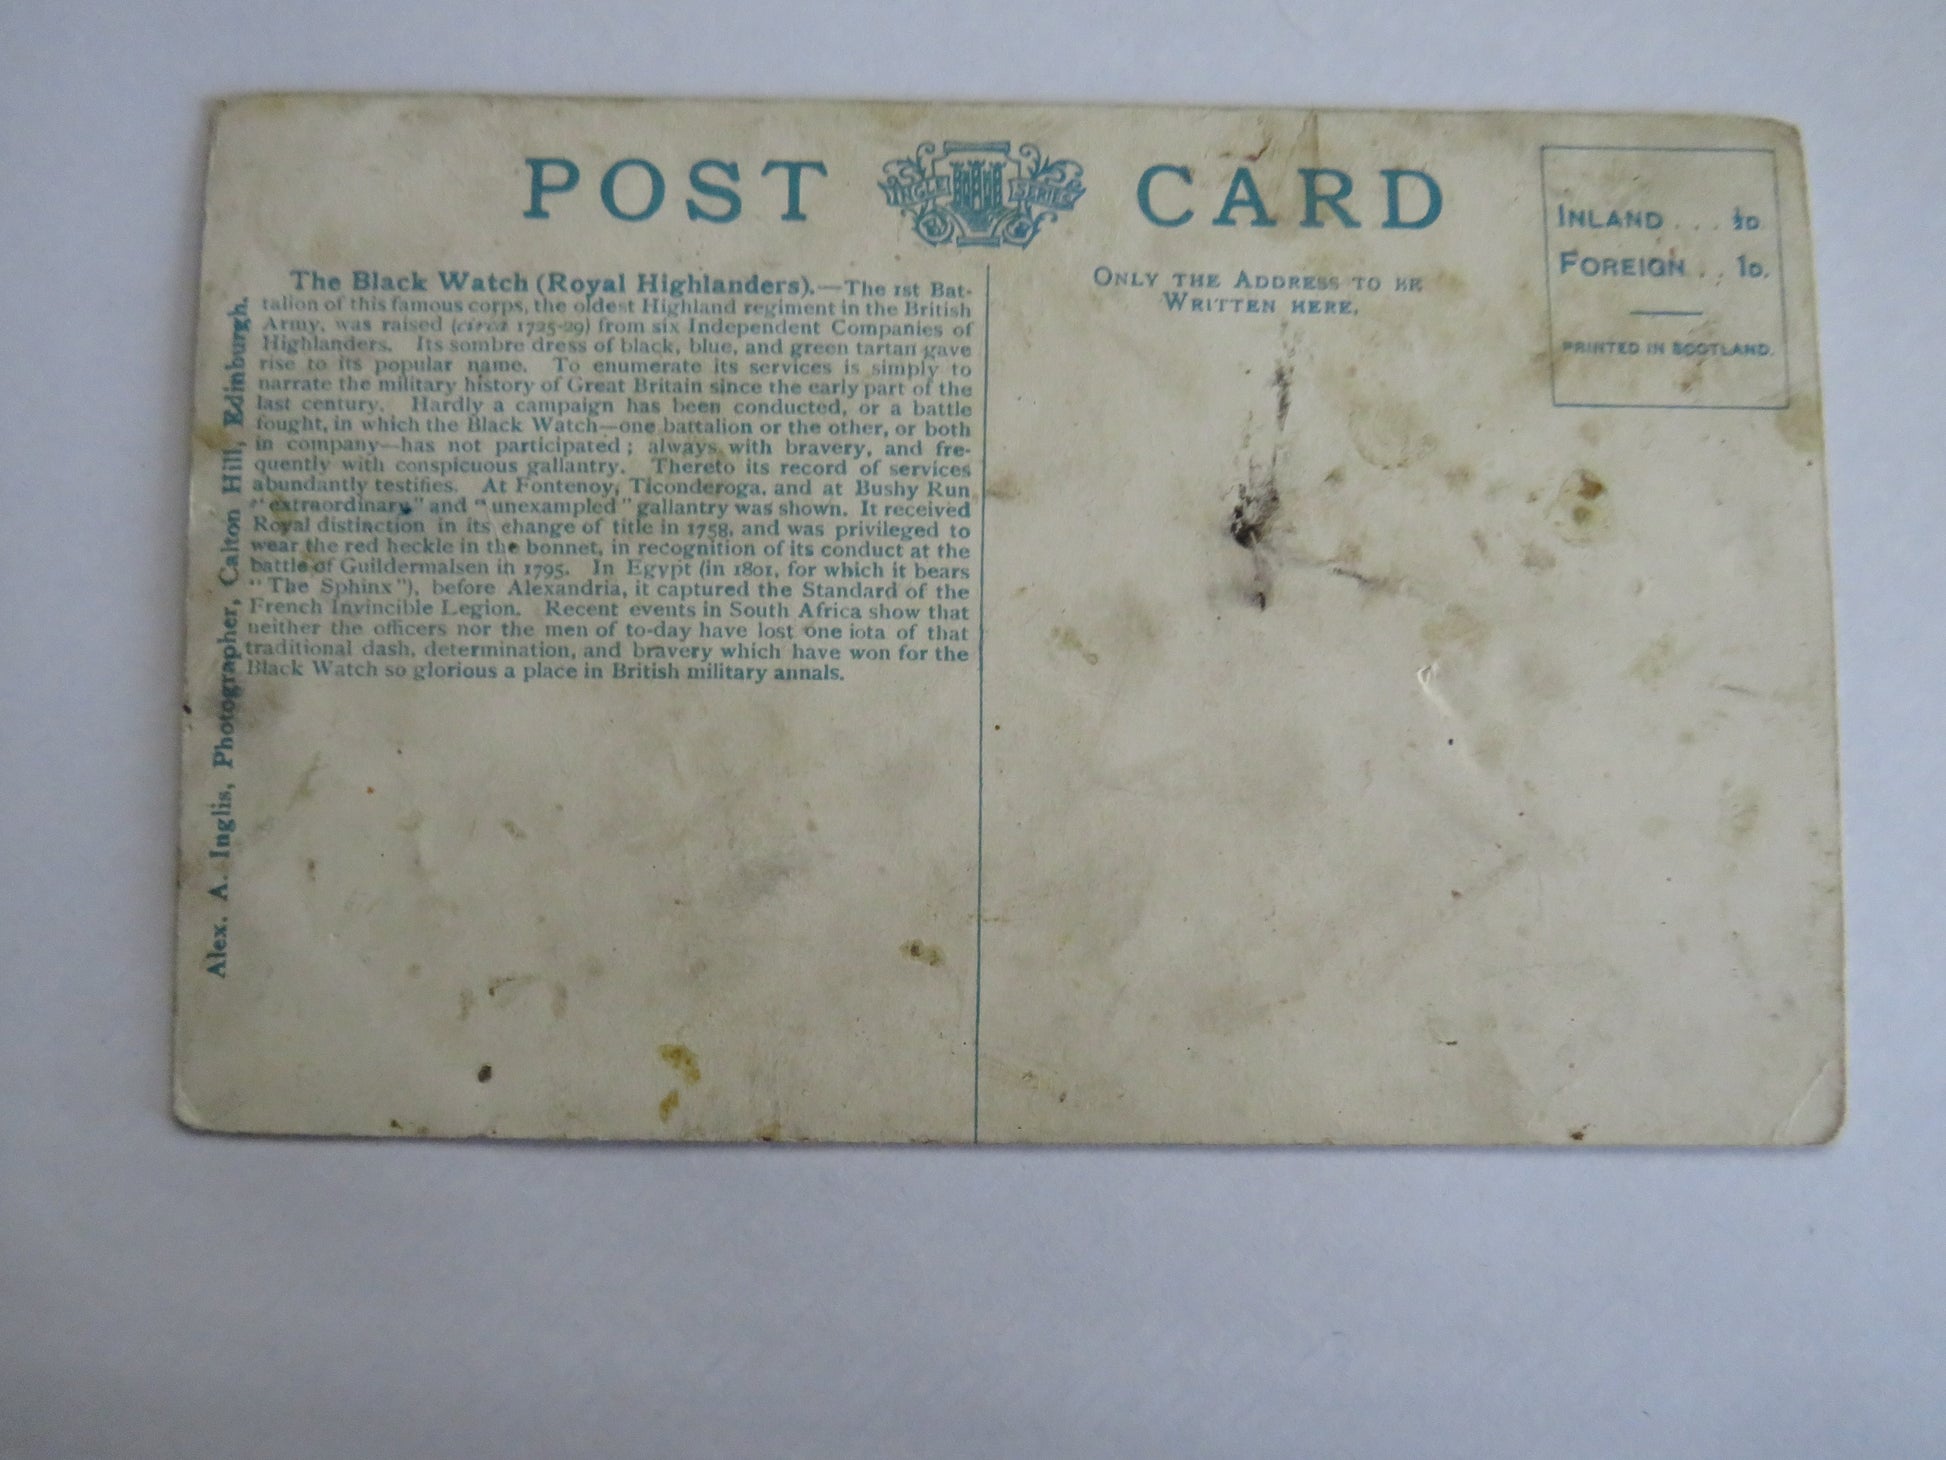 POST CARD
INGLE SERIES
The Black Watch (Royal Highlanders).—The 1st Bat-
talion of this famous corps, the oldest Highland regiment in the British
Army, was raised (circa 1725-29) from six Independent Companies of
Highlanders. Its sombre dress of black, blue, and green tartan gave
rise to its popular name. To enumerate its services is simply to
narrate the military history of Great Britain since the early part of the
last century. Hardly a campaign has been conducted, or a battle
fought, in which the Black Watch—one battalion or the other, or both
in company—has not participated; always with bravery, and fre-
quently with conspicuous gallantry. Thereto its record of services
abundantly testifies. At Fontenoy, Ticonderoga, and at Bushy Run
"extraordinary" and "unexampled" gallantry was shown. It received
Royal distinction in its change of title in 1758, and was privileged to
wear the red heckle in the bonnet, in recognition of its conduct at the
battle of Guildermalsen in 1795. In Egypt (in 1801, for which it bears
"The Sphinx"), before Alexandria, it captured the Standard of the
French Invincible Legion. Recent events in South Africa show that
neither the officers nor the men of to-day have lost one iota of that
traditional dash, determination, and bravery which have won for the
Black Watch so glorious a place in British military annals.
Alex. A. Inglis, Photographer, Calton Hill, Edinburgh.
ONLY THE ADDRESS TO BE
WRITTEN HERE.
INLAND . . . ½D.
FOREIGN . . 1D.
PRINTED IN SCOTLAND.